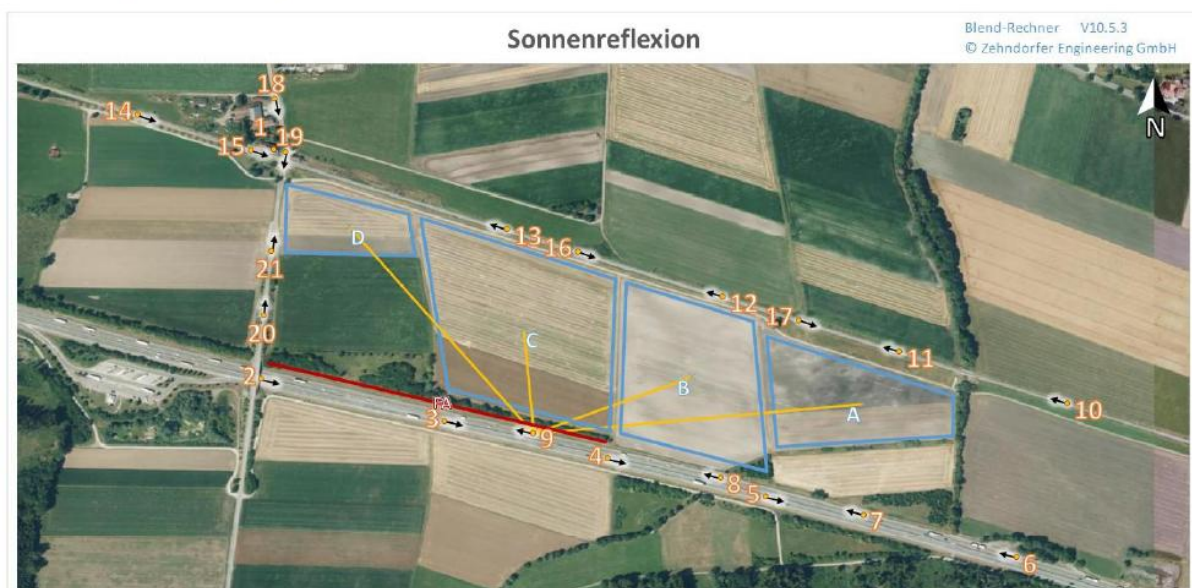 Sonnenreflexion
Blend-Rechner V10.5.3
© Zehndorfer Engineering GmbH
N
14
18
1
15
19
D
13
16
21
12
17
C
20
11
2
B
10
FA
3
A
9
4
8
5
7
6